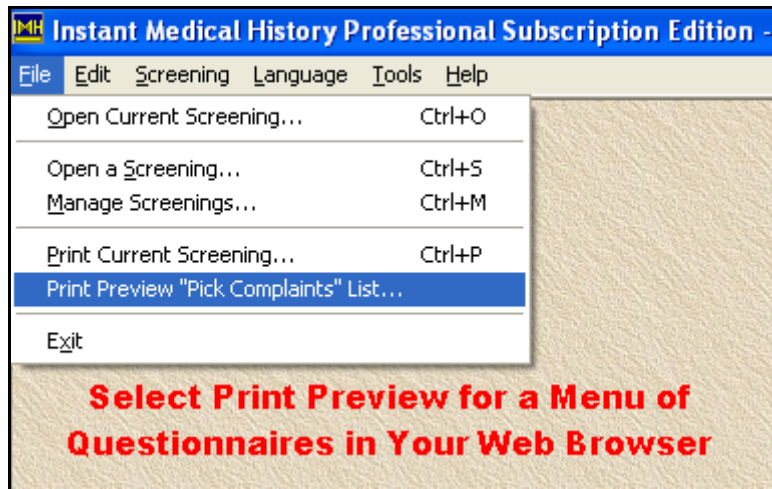 IMH Instant Medical History Professional Subscription Edition -
File Edit Screening Language Tools Help
Open Current Screening... Ctrl+O
Open a Screening... Ctrl+S
Manage Screenings... Ctrl+M
Print Current Screening... Ctrl+P
Print Preview "Pick Complaints" List...
Exit
Select Print Preview for a Menu of
Questionnaires in Your Web Browser